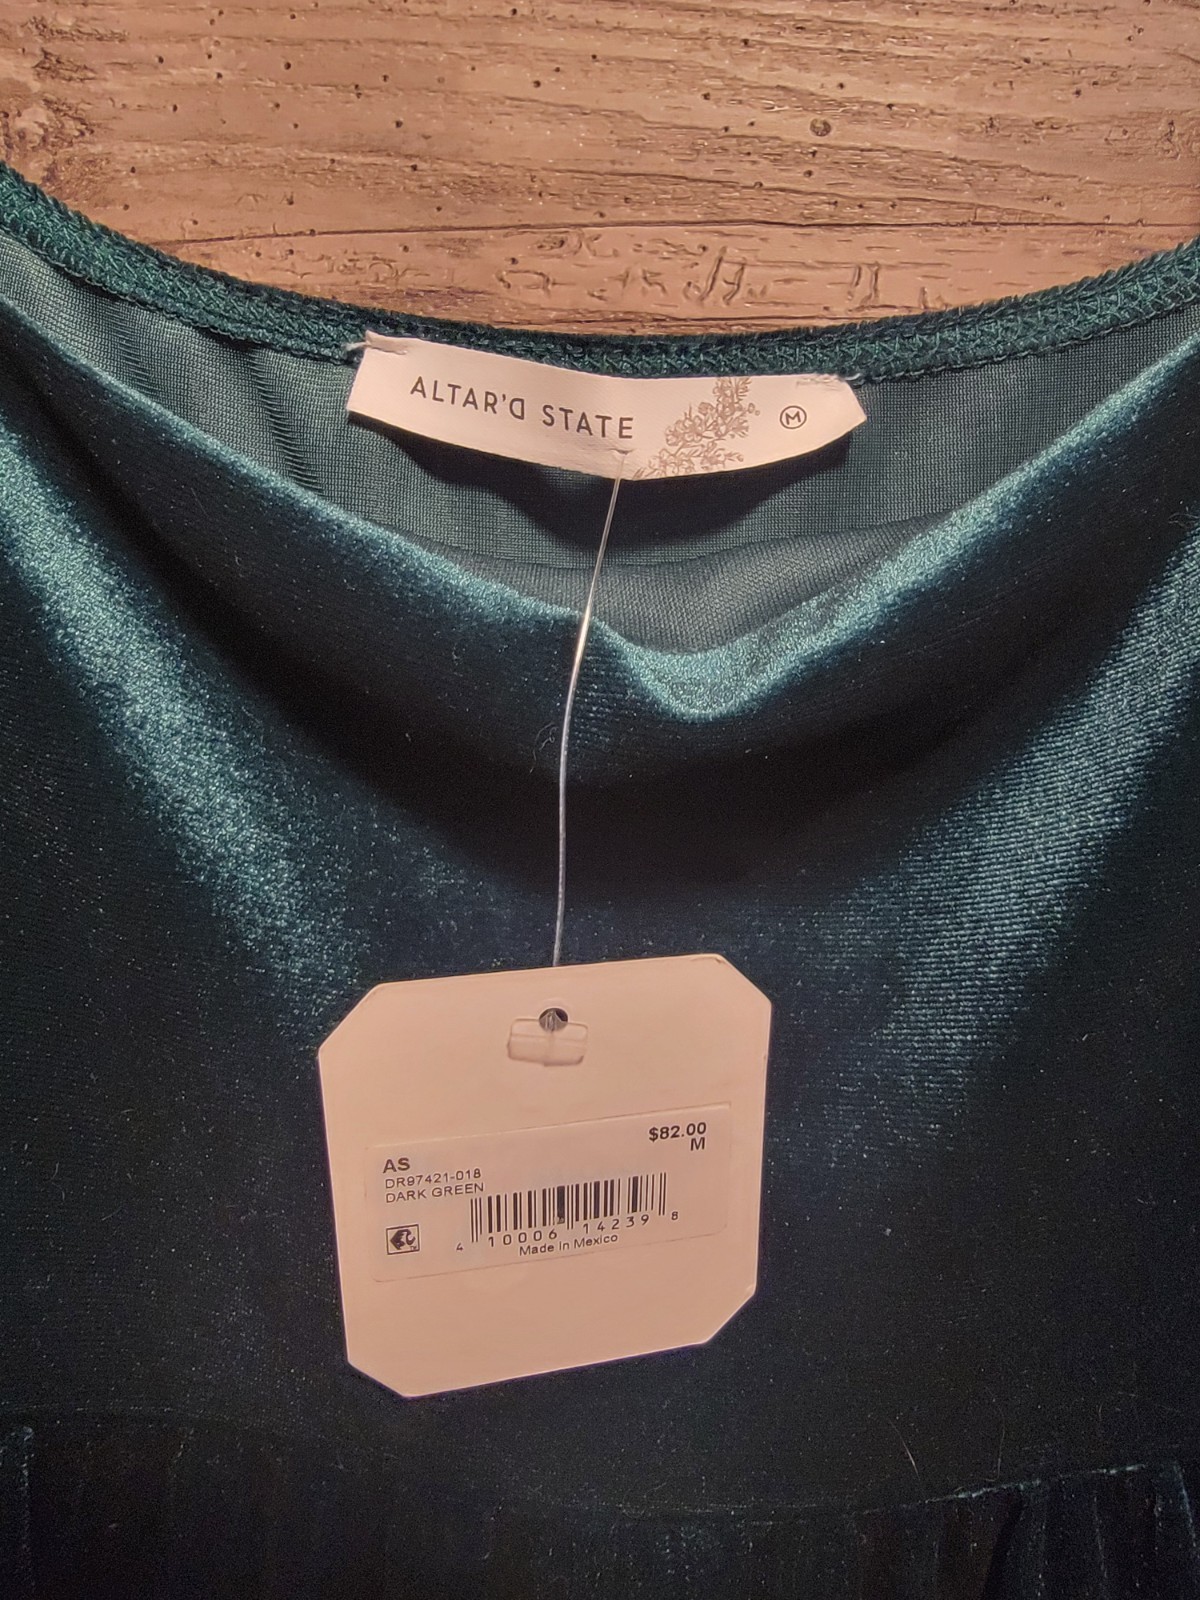 ALTAR'D STATE
M
$82.00
M
AS
DR97421-018
DARK GREEN
4 10006 14239 8
Made In Mexico